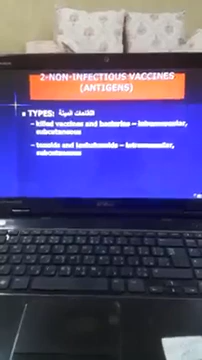 2-NON-INFECTIOUS VACCINES
(ANTIGENS)
TYPES: اللقاحات الميتة
– killed vaccines and bacterins – intramuscular,
subcutaneous
– toxoids and – intramuscular,
subcutaneous
DELL